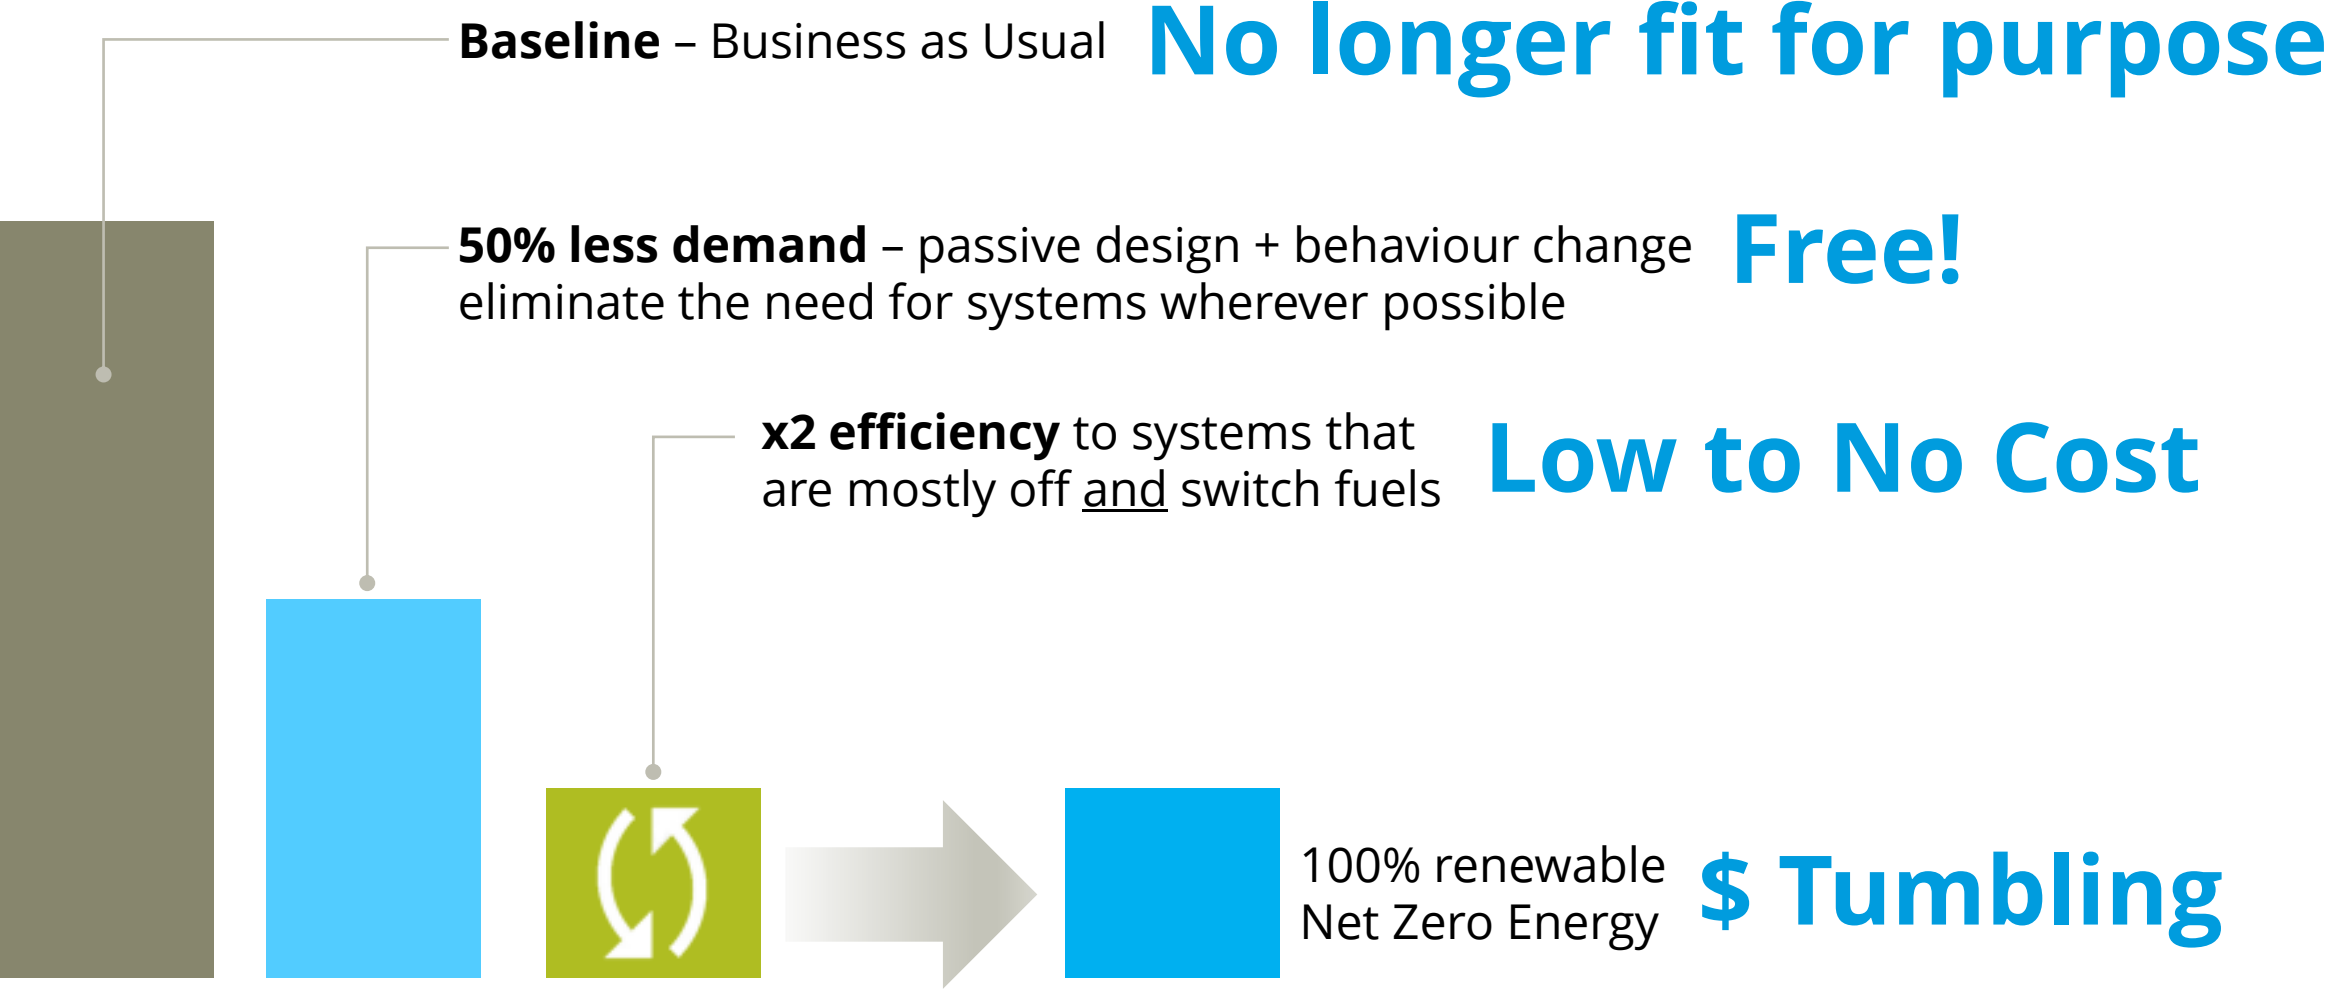 Baseline – Business as Usual No longer fit for purpose
50% less demand – passive design + behaviour change Free!
eliminate the need for systems wherever possible
x2 efficiency to systems that
are mostly off and switch fuels
Low to No Cost
100% renewable
Net Zero Energy
$ Tumbling